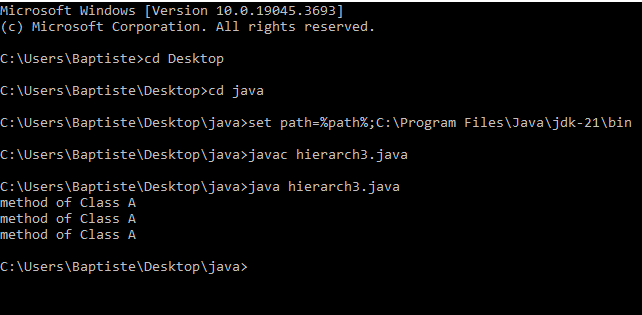 Microsoft Windows [Version 10.0.19045.3693]
(c) Microsoft Corporation. All rights reserved.
C:\Users\Baptiste>cd Desktop
C:\Users\Baptiste\Desktop>cd java
C:\Users\Baptiste\Desktop\java>set path=%path%;C:\Program Files\Java\jdk-21\bin
C:\Users\Baptiste\Desktop\java>javac hierarch3.java
C:\Users\Baptiste\Desktop\java>java hierarch3.java
method of Class A
method of Class A
method of Class A
C:\Users\Baptiste\Desktop\java>